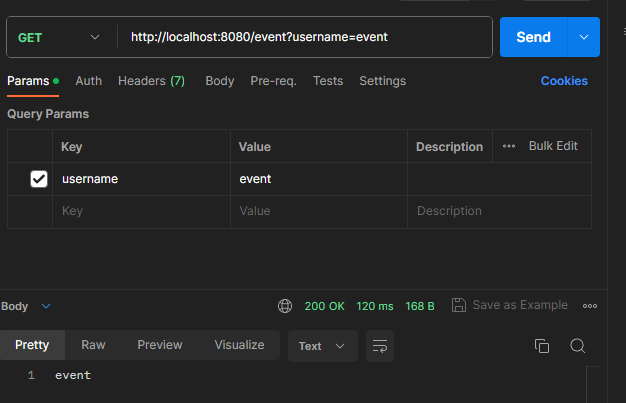 GET http://localhost:8080/event?username=event Send
Params Auth Headers (7) Body Pre-req. Tests Settings Cookies
Query Params
Key Value Description Bulk Edit
username event
Key Value Description
Body 200 OK 120 ms 168 B Save as Example
Pretty Raw Preview Visualize Text
1 event